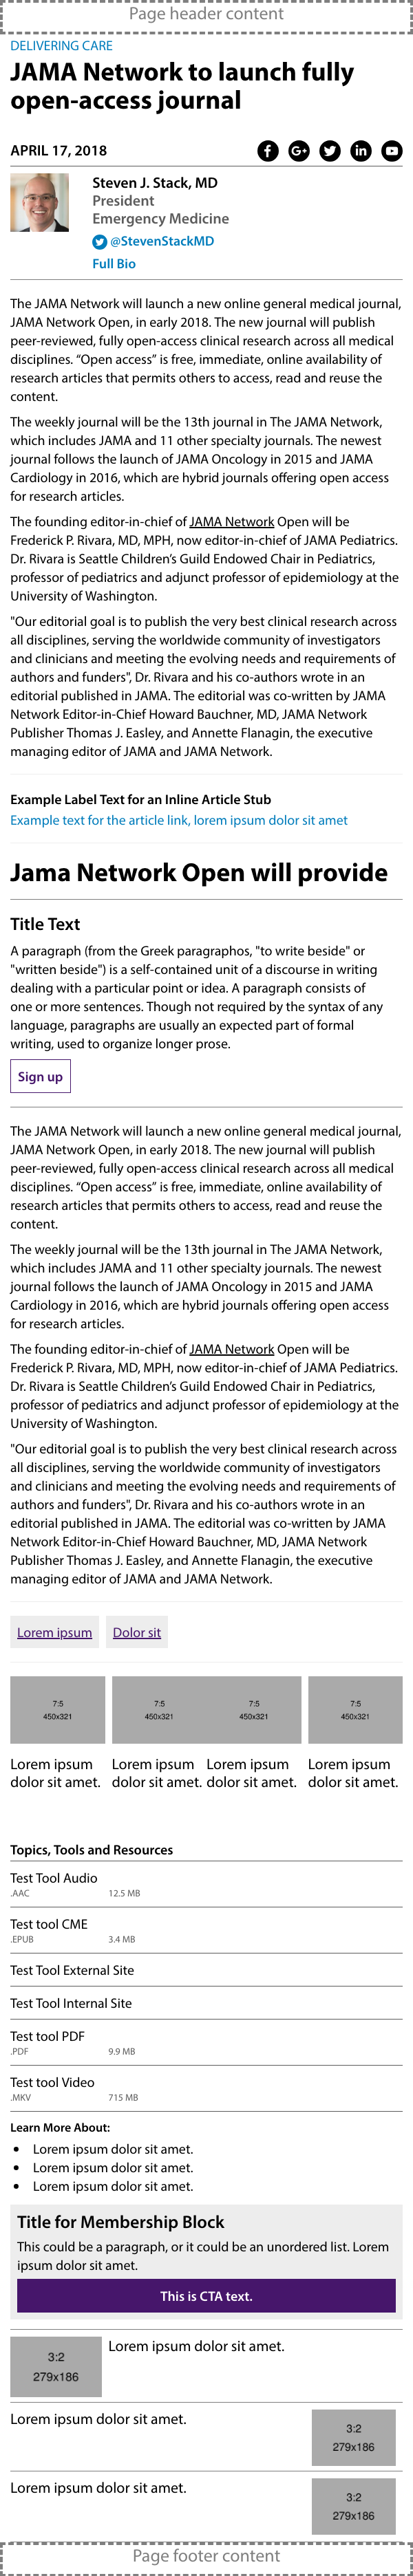 Page header content
DELIVERING CARE
JAMA Network to launch fully
open-access journal
APRIL 17, 2018
Steven J. Stack, MD
President
Emergency Medicine
@StevenStackMD
Full Bio
The JAMA Network will launch a new online general medical journal,
JAMA Network Open, in early 2018. The new journal will publish
peer-reviewed, fully open-access clinical research across all medical
disciplines. “Open access” is free, immediate, online availability of
research articles that permits others to access, read and reuse the
content.
The weekly journal will be the 13th journal in The JAMA Network,
which includes JAMA and 11 other specialty journals. The newest
journal follows the launch of JAMA Oncology in 2015 and JAMA
Cardiology in 2016, which are hybrid journals offering open access
for research articles.
The founding editor-in-chief of JAMA Network Open will be
Frederick P. Rivara, MD, MPH, now editor-in-chief of JAMA Pediatrics.
Dr. Rivara is Seattle Children’s Guild Endowed Chair in Pediatrics,
professor of pediatrics and adjunct professor of epidemiology at the
University of Washington.
"Our editorial goal is to publish the very best clinical research across
all disciplines, serving the worldwide community of investigators
and clinicians and meeting the evolving needs and requirements of
authors and funders", Dr. Rivara and his co-authors wrote in an
editorial published in JAMA. The editorial was co-written by JAMA
Network Editor-in-Chief Howard Bauchner, MD, JAMA Network
Publisher Thomas J. Easley, and Annette Flanagin, the executive
managing editor of JAMA and JAMA Network.
Example Label Text for an Inline Article Stub
Example text for the article link, lorem ipsum dolor sit amet
Jama Network Open will provide
Title Text
A paragraph (from the Greek paragraphos, "to write beside" or
"written beside") is a self-contained unit of a discourse in writing
dealing with a particular point or idea. A paragraph consists of
one or more sentences. Though not required by the syntax of any
language, paragraphs are usually an expected part of formal
writing, used to organize longer prose.
Sign up
The JAMA Network will launch a new online general medical journal,
JAMA Network Open, in early 2018. The new journal will publish
peer-reviewed, fully open-access clinical research across all medical
disciplines. “Open access” is free, immediate, online availability of
research articles that permits others to access, read and reuse the
content.
The weekly journal will be the 13th journal in The JAMA Network,
which includes JAMA and 11 other specialty journals. The newest
journal follows the launch of JAMA Oncology in 2015 and JAMA
Cardiology in 2016, which are hybrid journals offering open access
for research articles.
The founding editor-in-chief of JAMA Network Open will be
Frederick P. Rivara, MD, MPH, now editor-in-chief of JAMA Pediatrics.
Dr. Rivara is Seattle Children’s Guild Endowed Chair in Pediatrics,
professor of pediatrics and adjunct professor of epidemiology at the
University of Washington.
"Our editorial goal is to publish the very best clinical research across
all disciplines, serving the worldwide community of investigators
and clinicians and meeting the evolving needs and requirements of
authors and funders", Dr. Rivara and his co-authors wrote in an
editorial published in JAMA. The editorial was co-written by JAMA
Network Editor-in-Chief Howard Bauchner, MD, JAMA Network
Publisher Thomas J. Easley, and Annette Flanagin, the executive
managing editor of JAMA and JAMA Network.
Lorem ipsum Dolor sit
7:5 7:5 7:5 7:5
450x321 450x321 450x321 450x321
Lorem ipsum Lorem ipsum Lorem ipsum Lorem ipsum
dolor sit amet. dolor sit amet. dolor sit amet. dolor sit amet.
Topics, Tools and Resources
Test Tool Audio
.AAC 12.5 MB
Test tool CME
.EPUB 3.4 MB
Test Tool External Site
Test Tool Internal Site
Test tool PDF
.PDF 9.9 MB
Test tool Video
.MKV 715 MB
Learn More About:
• Lorem ipsum dolor sit amet.
• Lorem ipsum dolor sit amet.
• Lorem ipsum dolor sit amet.
Title for Membership Block
This could be a paragraph, or it could be an unordered list. Lorem
ipsum dolor sit amet.
This is CTA text.
Lorem ipsum dolor sit amet.
3:2
279x186
Lorem ipsum dolor sit amet.
3:2
279x186
Lorem ipsum dolor sit amet.
3:2
279x186
Page footer content